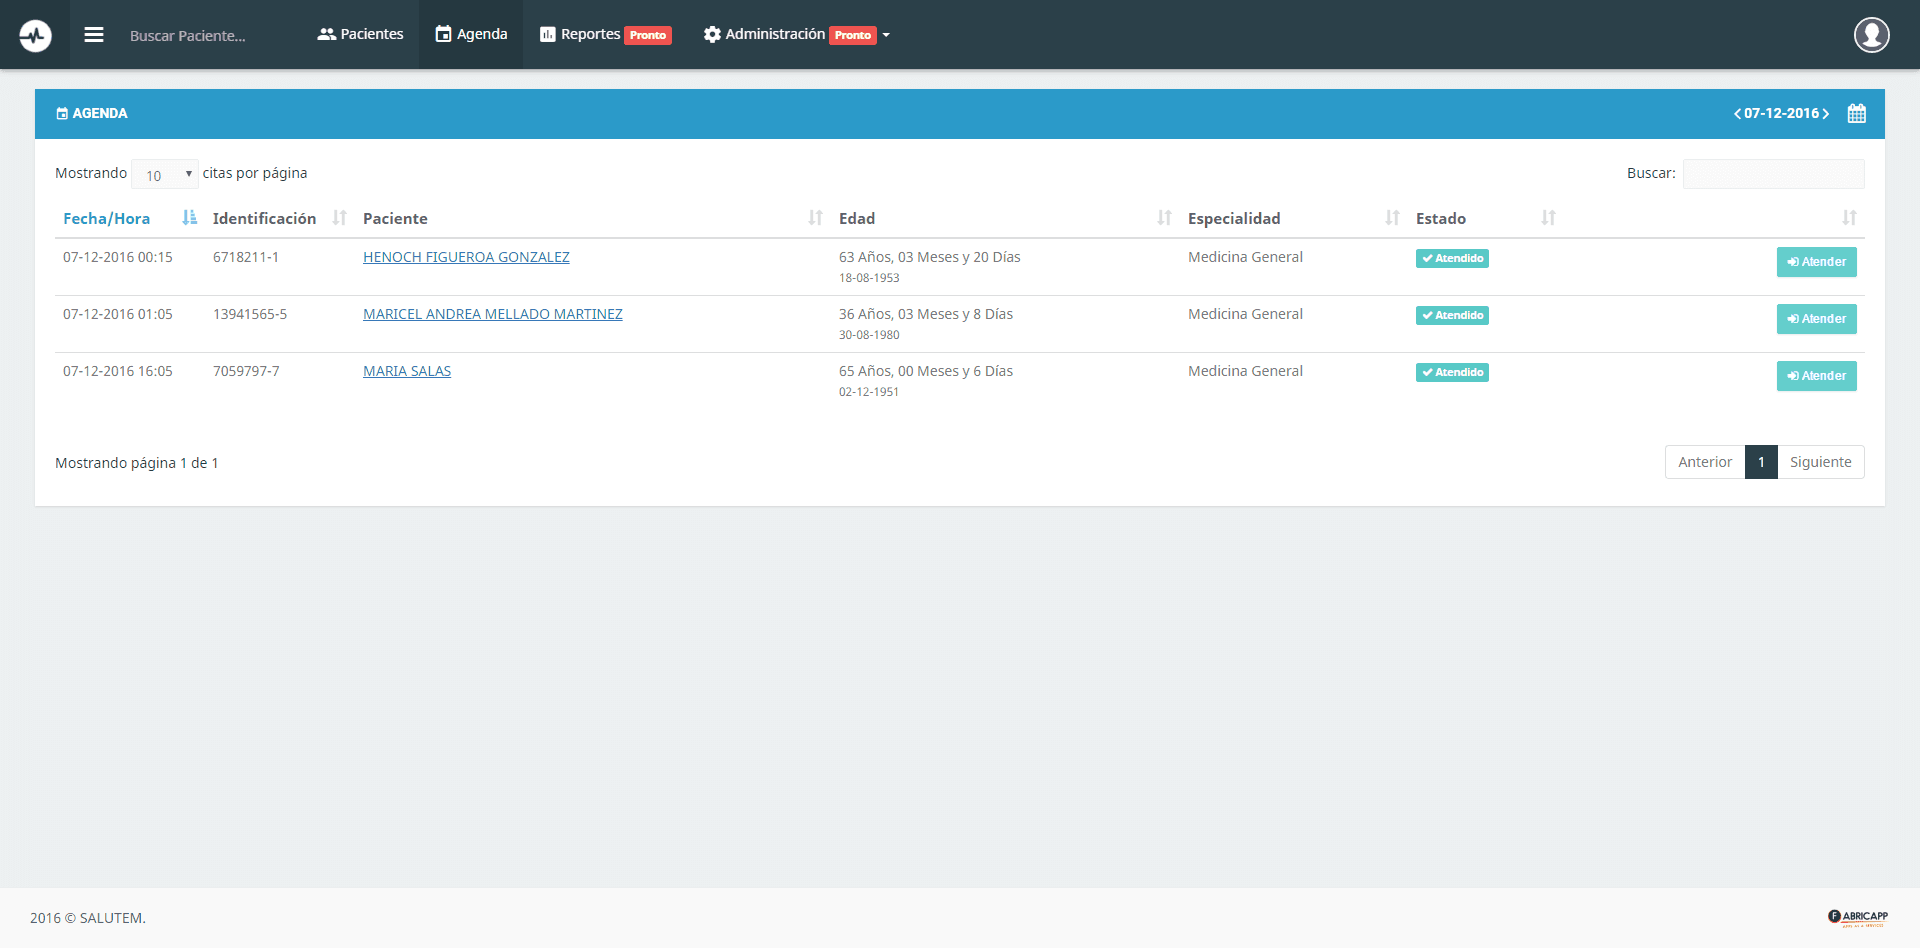 Buscar Paciente...
Pacientes
Agenda
Reportes Pronto
Administración Pronto
AGENDA
07-12-2016
Mostrando 10 citas por página
Buscar:
Fecha/Hora Identificación Paciente Edad Especialidad Estado
07-12-2016 00:15 6718211-1 HENOCH FIGUEROA GONZALEZ 63 Años, 03 Meses y 20 Días Medicina General Atendido Atender
18-08-1953
07-12-2016 01:05 13941565-5 MARICEL ANDREA MELLADO MARTINEZ 36 Años, 03 Meses y 8 Días Medicina General Atendido Atender
30-08-1980
07-12-2016 16:05 7059797-7 MARIA SALAS 65 Años, 00 Meses y 6 Días Medicina General Atendido Atender
02-12-1951
Mostrando página 1 de 1
Anterior 1 Siguiente
2016 © SALUTEM.
FABRICAPP